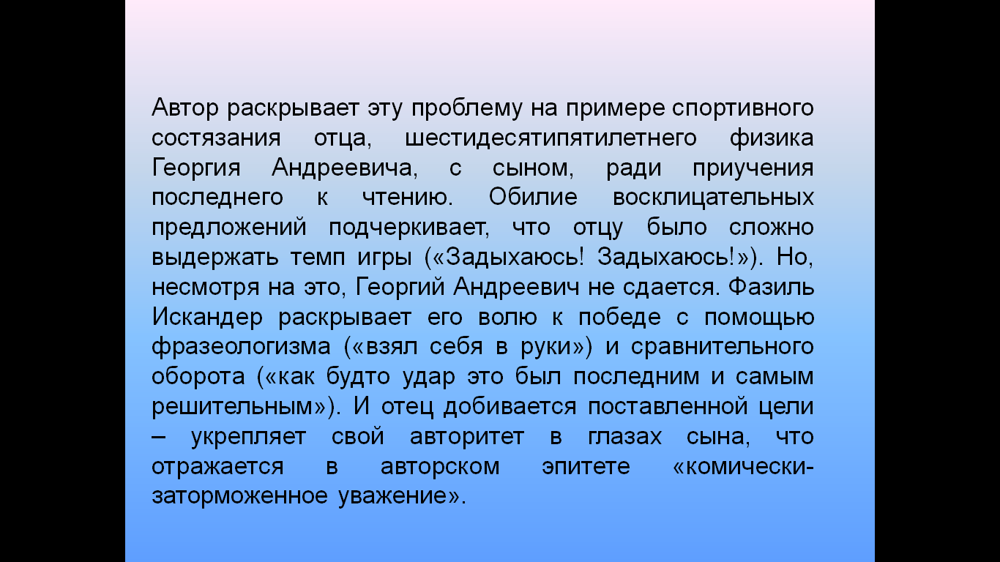 Автор раскрывает эту проблему на примере спортивного
состязания отца, шестидесятипятилетнего физика
Георгия Андреевича, с сыном, ради приучения
последнего к чтению. Обилие восклицательных
предложений подчеркивает, что отцу было сложно
выдержать темп игры («Задыхаюсь! Задыхаюсь!»). Но,
несмотря на это, Георгий Андреевич не сдается. Фазиль
Искандер раскрывает его волю к победе с помощью
фразеологизма («взял себя в руки») и сравнительного
оборота («как будто удар это был последним и самым
решительным»). И отец добивается поставленной цели
– укрепляет свой авторитет в глазах сына, что
отражается в авторском эпитете «комически-
заторможенное уважение».